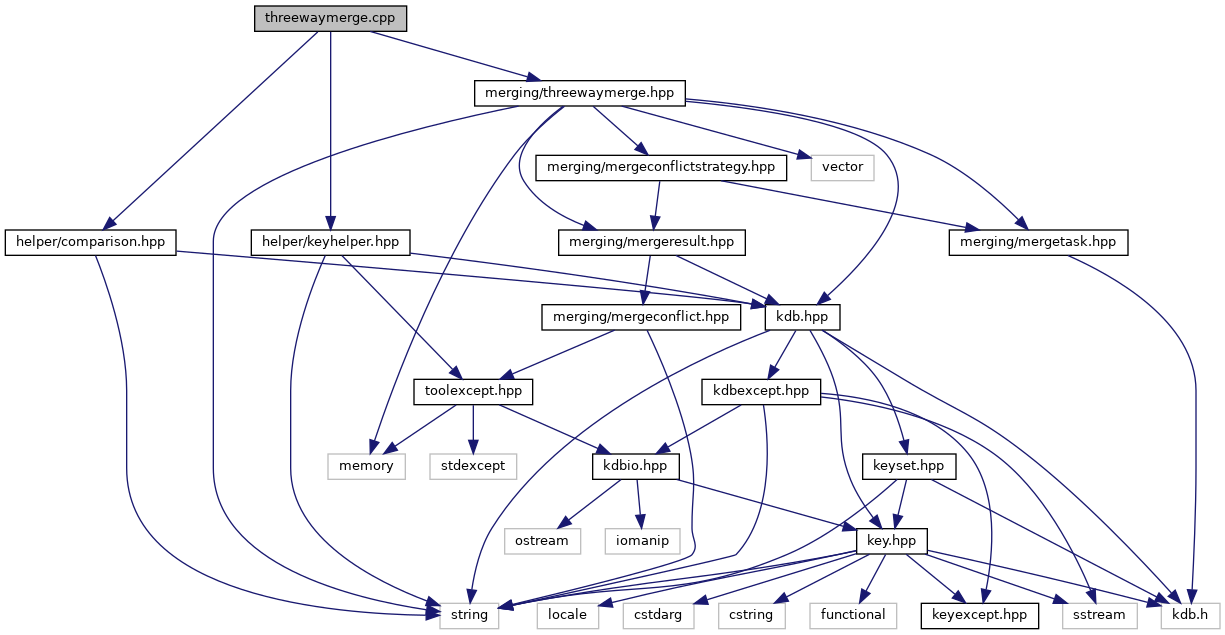 threewaymerge.cpp
merging/threewaymerge.hpp
merging/mergeconflictstrategy.hpp
vector
helper/comparison.hpp
helper/keyhelper.hpp
merging/mergeresult.hpp
merging/mergetask.hpp
merging/mergeconflict.hpp
kdb.hpp
toolexcept.hpp
kdbexcept.hpp
memory
stdexcept
kdbio.hpp
keyset.hpp
ostream
iomanip
key.hpp
string
locale
cstdarg
cstring
functional
keyexcept.hpp
sstream
kdb.h